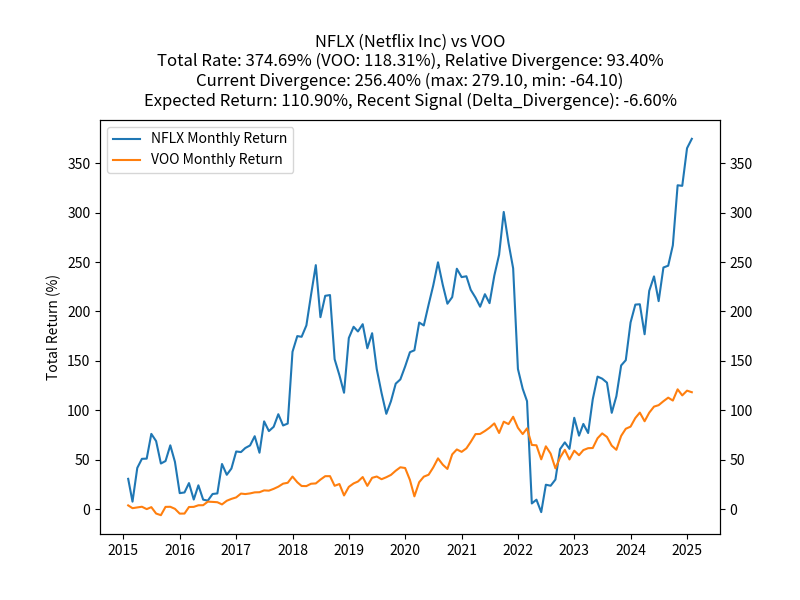 NFLX (Netflix Inc) vs VOO
Total Rate: 374.69% (VOO: 118.31%), Relative Divergence: 93.40%
Current Divergence: 256.40% (max: 279.10, min: -64.10)
Expected Return: 110.90%, Recent Signal (Delta_Divergence): -6.60%
NFLX Monthly Return
VOO Monthly Return
Total Return (%)
350 350
300 300
250 250
200 200
150 150
100 100
50 50
0 0
2015 2016 2017 2018 2019 2020 2021 2022 2023 2024 2025